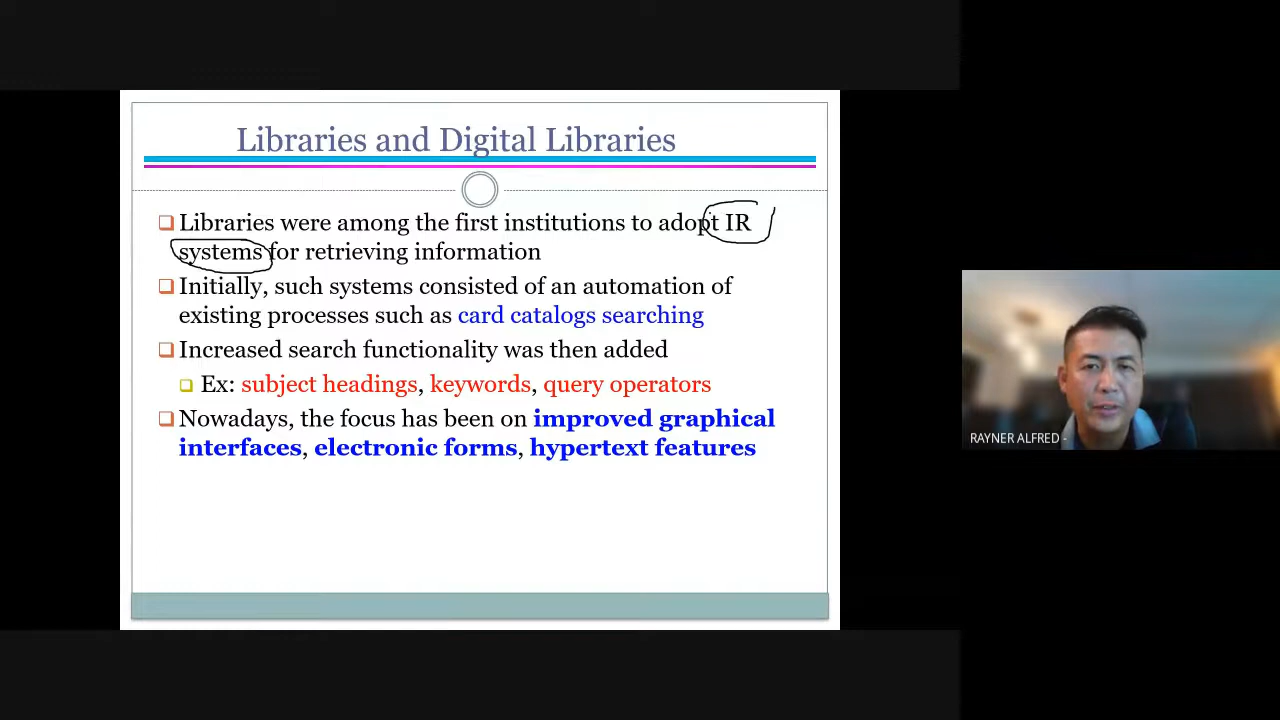 Libraries and Digital Libraries
Libraries were among the first institutions to adopt IR
systems for retrieving information
Initially, such systems consisted of an automation of
existing processes such as card catalogs searching
Increased search functionality was then added
Ex: subject headings, keywords, query operators
Nowadays, the focus has been on improved graphical
interfaces, electronic forms, hypertext features
RAYNER ALFRED -